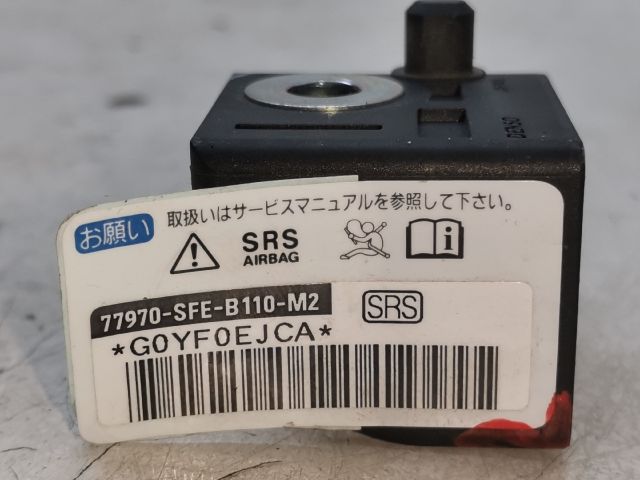 DENSO
お願い
取扱いはサービスマニュアルを参照して下さい。
SRS
AIRBAG
77970-SFE-B110-M2
SRS
*G0YF0EJCA*